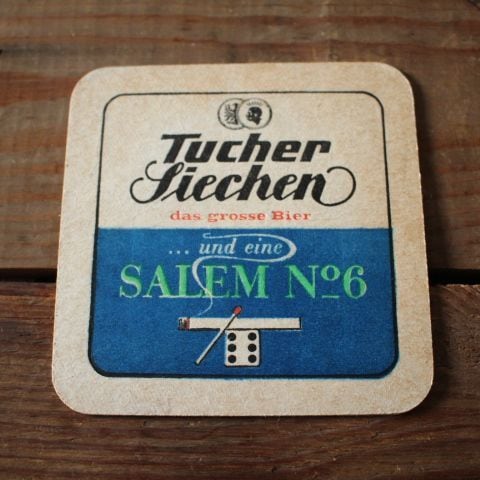 Tucher
Siechen
das grosse Bier
... und eine
SALEM Nº6